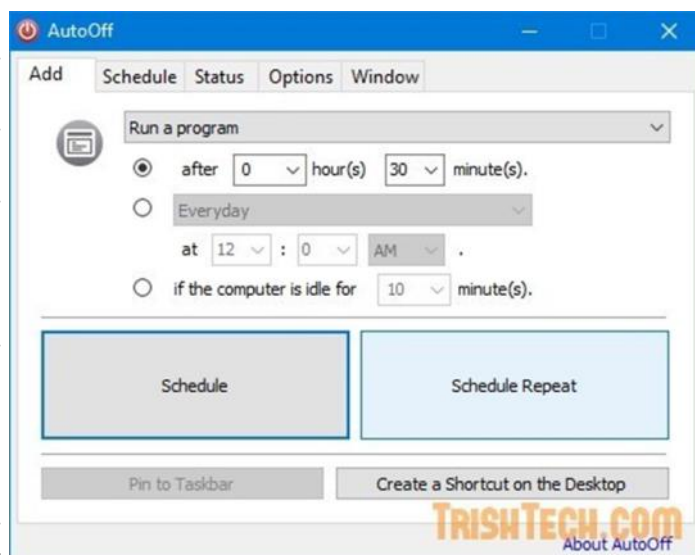 AutoOff
Add Schedule Status Options Window
Run a program
after 0 hour(s) 30 minute(s).
Everyday
at 12 : 0 AM .
if the computer is idle for 10 minute(s).
Schedule Schedule Repeat
Pin to Taskbar Create a Shortcut on the Desktop
TRISHTECH.COM
About AutoOff